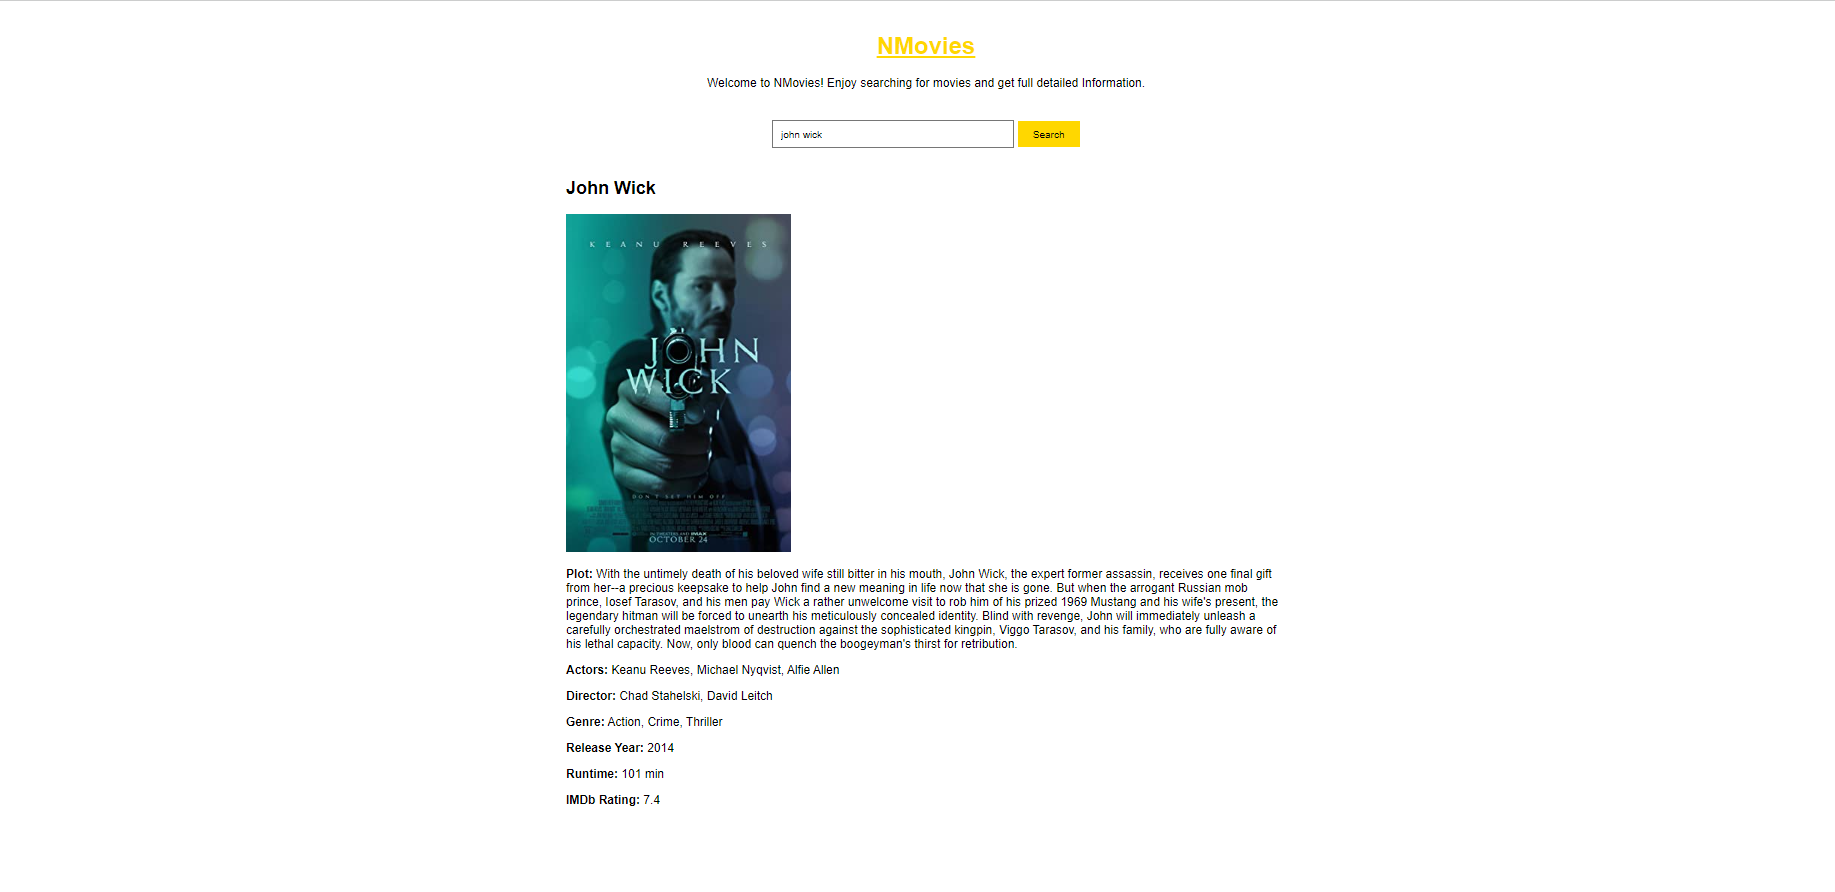 NMovies
Welcome to NMovies! Enjoy searching for movies and get full detailed Information.
john wick
Search
John Wick
KEANU REEVES
JOHN
WICK
DON'T SET HIM OFF
IN THEATERS AND IMAX
OCTOBER 24
Plot: With the untimely death of his beloved wife still bitter in his mouth, John Wick, the expert former assassin, receives one final gift
from her--a precious keepsake to help John find a new meaning in life now that she is gone. But when the arrogant Russian mob
prince, Iosef Tarasov, and his men pay Wick a rather unwelcome visit to rob him of his prized 1969 Mustang and his wife's present, the
legendary hitman will be forced to unearth his meticulously concealed identity. Blind with revenge, John will immediately unleash a
carefully orchestrated maelstrom of destruction against the sophisticated kingpin, Viggo Tarasov, and his family, who are fully aware of
his lethal capacity. Now, only blood can quench the boogeyman's thirst for retribution.
Actors: Keanu Reeves, Michael Nyqvist, Alfie Allen
Director: Chad Stahelski, David Leitch
Genre: Action, Crime, Thriller
Release Year: 2014
Runtime: 101 min
IMDb Rating: 7.4